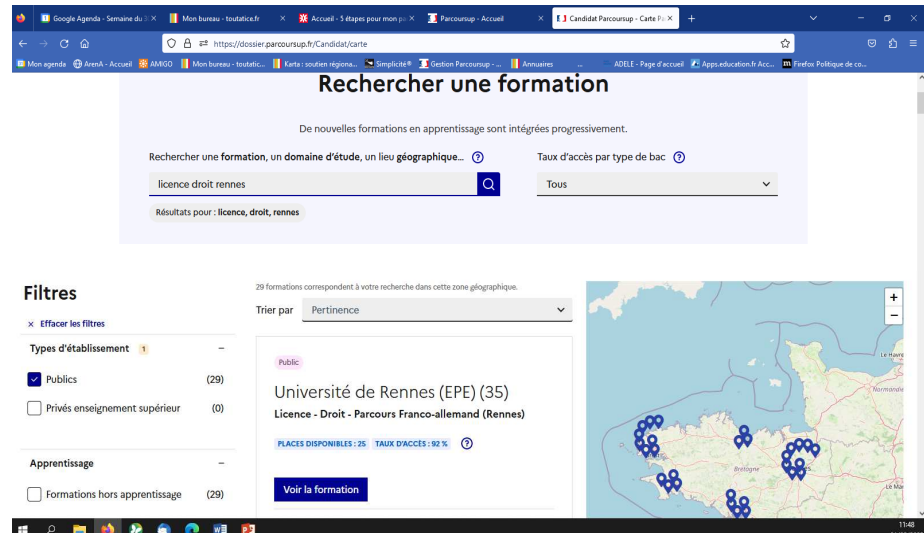 Google Agenda - Semaine du 3
Mon bureau - toutatice.fr
Accueil - 5 étapes pour mon pa
Parcoursup - Accueil
Candidat Parcoursup - Carte Pa
https://dossier.parcoursup.fr/Candidat/carte
Mon agenda ArenA - Accueil AMIGO Mon bureau - toutatic... Karta : soutien régiona... Simplicité® Gestion Parcoursup - ... Annuaires ... ADELE - Page d'accueil Apps.education.fr Acc... Firefox Politique de co...
Rechercher une formation
De nouvelles formations en apprentissage sont intégrées progressivement.
Rechercher une formation, un domaine d'étude, un lieu géographique... ?
Taux d'accès par type de bac ?
licence droit rennes
Tous
Résultats pour : licence, droit, rennes
Filtres
× Effacer les filtres
Types d'établissement 1 −
Publics (29)
Privés enseignement supérieur (0)
Apprentissage −
Formations hors apprentissage (29)
29 formations correspondent à votre recherche dans cette zone géographique.
Trier par Pertinence
Public
Université de Rennes (EPE) (35)
Licence - Droit - Parcours Franco-allemand (Rennes)
PLACES DISPONIBLES : 25 TAUX D'ACCÈS : 92 % ?
Voir la formation
+
−
Le Havre
Normandie
Bretagne
Le Ma
11:48